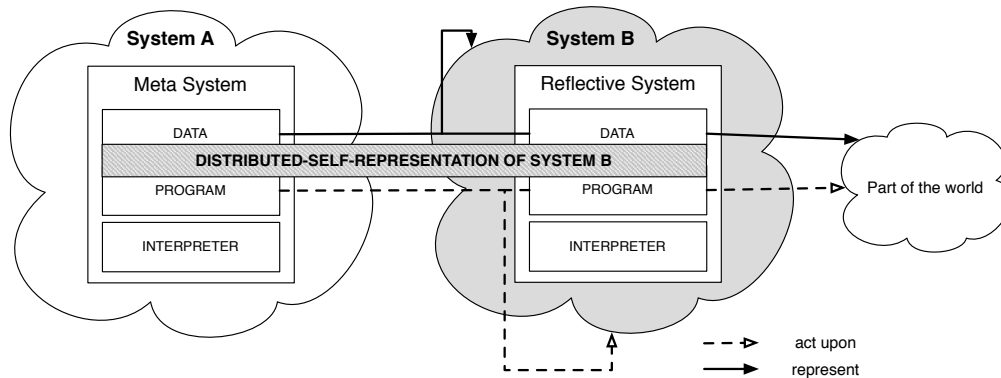 System A
Meta System
DATA
PROGRAM
INTERPRETER
DISTRIBUTED-SELF-REPRESENTATION OF SYSTEM B
System B
Reflective System
DATA
PROGRAM
INTERPRETER
Part of the world
act upon
represent